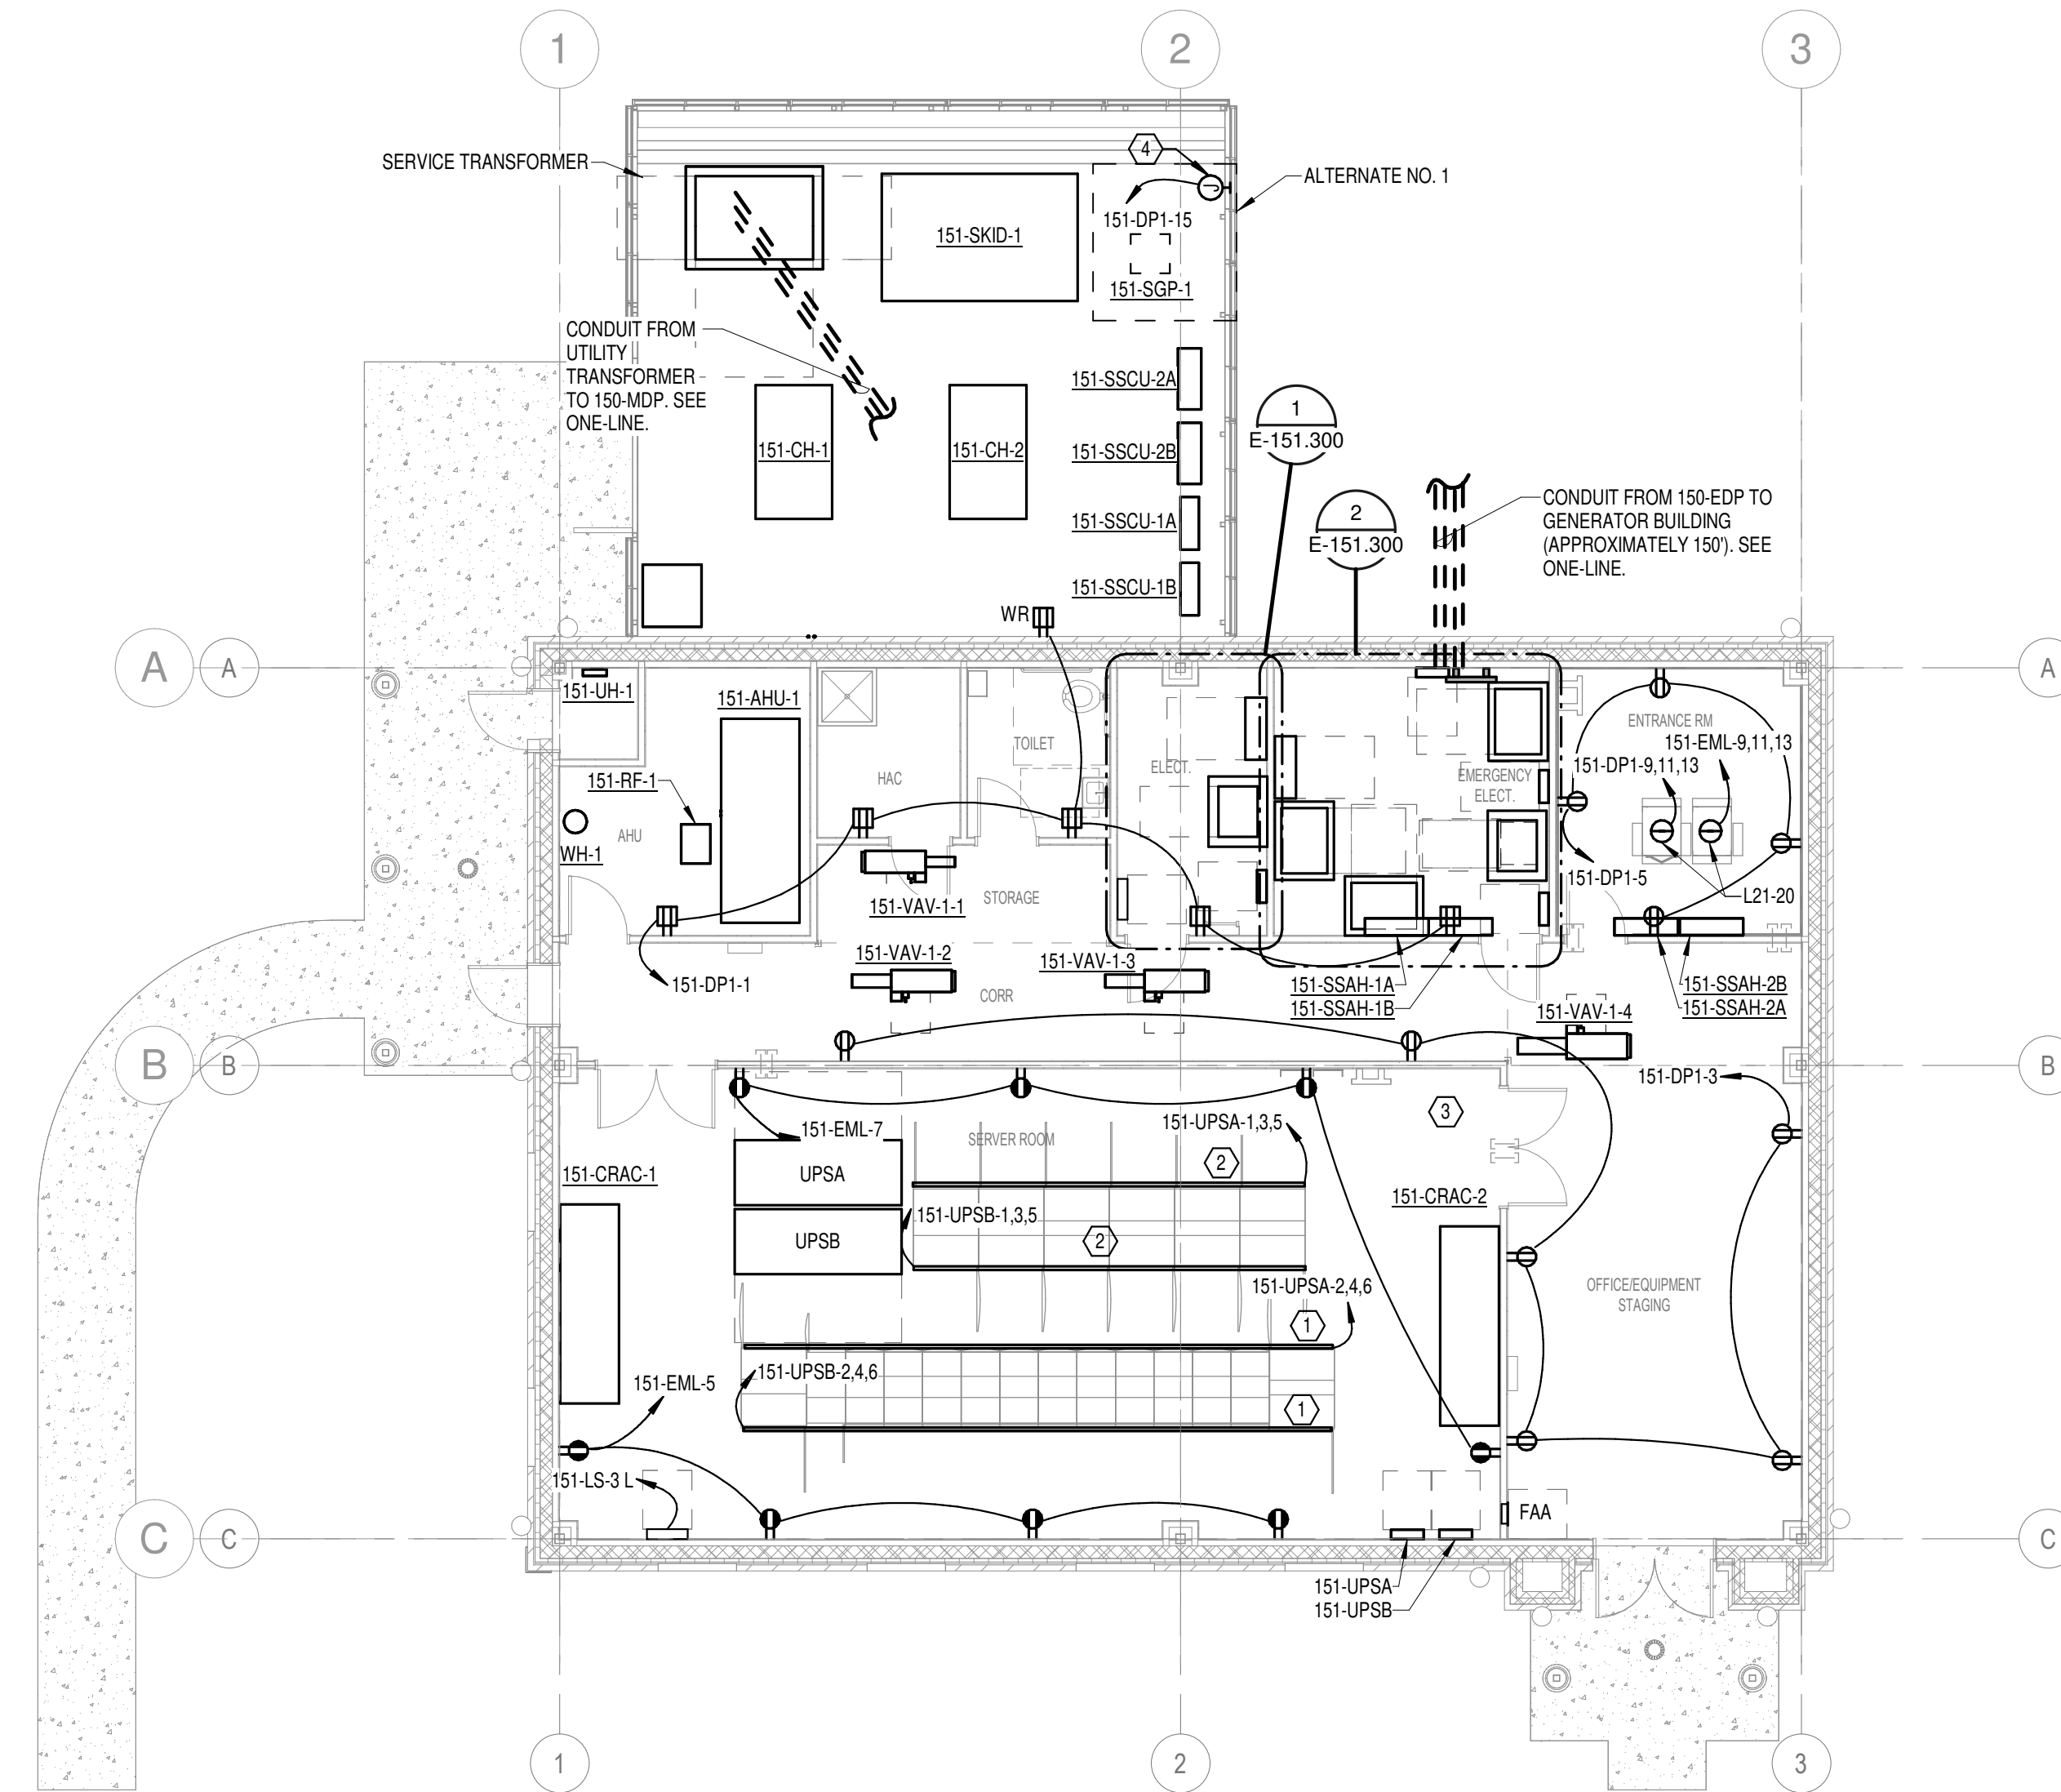 1
2
3
SERVICE TRANSFORMER
4
ALTERNATE NO. 1
151-DP1-15
151-SKID-1
151-SGP-1
CONDUIT FROM
UTILITY
TRANSFORMER
TO 150-MDP. SEE
ONE-LINE.
151-SSCU-2A
151-CH-1
151-CH-2
151-SSCU-2B
1
E-151.300
151-SSCU-1A
2
E-151.300
CONDUIT FROM 150-EDP TO
GENERATOR BUILDING
(APPROXIMATELY 150'). SEE
ONE-LINE.
151-SSCU-1B
WR
A
A
A
151-UH-1
151-AHU-1
ENTRANCE RM
TOILET
151-EML-9,11,13
151-RF-1
HAC
ELECT.
EMERGENCY
ELECT.
151-DP1-9,11,13
AHU
WH-1
151-DP1-5
L21-20
151-VAV-1-1
STORAGE
151-VAV-1-2
151-VAV-1-3
151-DP1-1
CORR
151-SSAH-1A
151-SSAH-1B
151-SSAH-2B
151-SSAH-2A
151-VAV-1-4
B
B
B
151-DP1-3
3
151-EML-7
SERVER ROOM
151-UPSA-1,3,5
2
151-CRAC-1
UPSA
151-CRAC-2
151-UPSB-1,3,5
UPSB
2
151-UPSA-2,4,6
OFFICE/EQUIPMENT
STAGING
1
151-UPSB-2,4,6
151-EML-5
1
151-LS-3 L
FAA
C
C
C
151-UPSA
151-UPSB
1
2
3